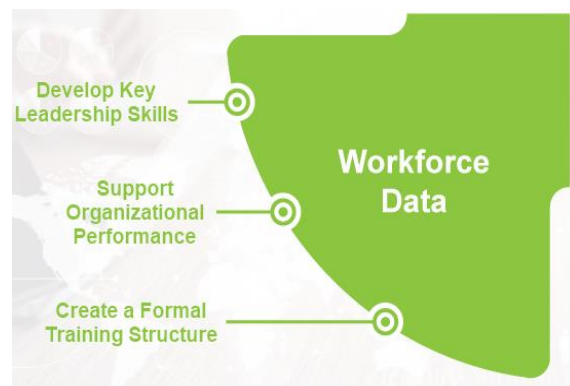 Develop Key
Leadership Skills
Workforce
Data
Support
Organizational
Performance
Create a Formal
Training Structure